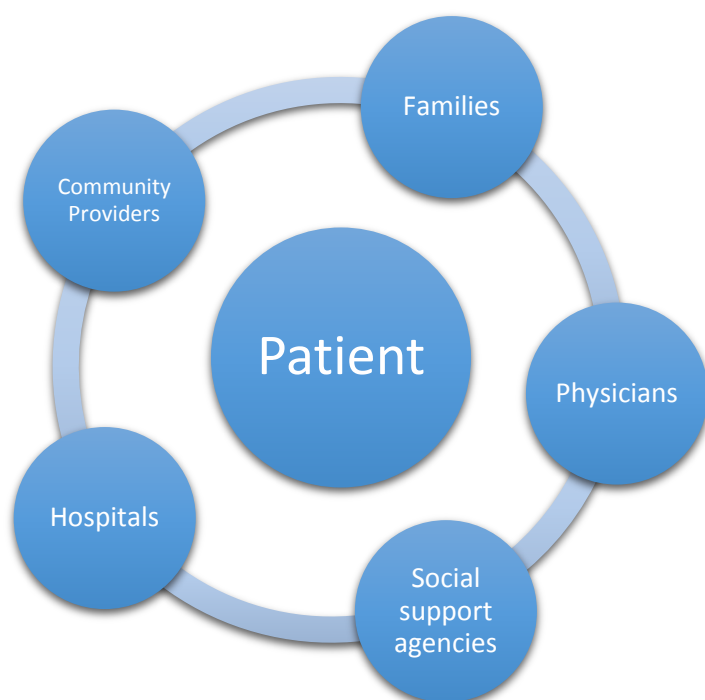 Families
Community
Providers
Patient
Physicians
Hospitals
Social
support
agencies